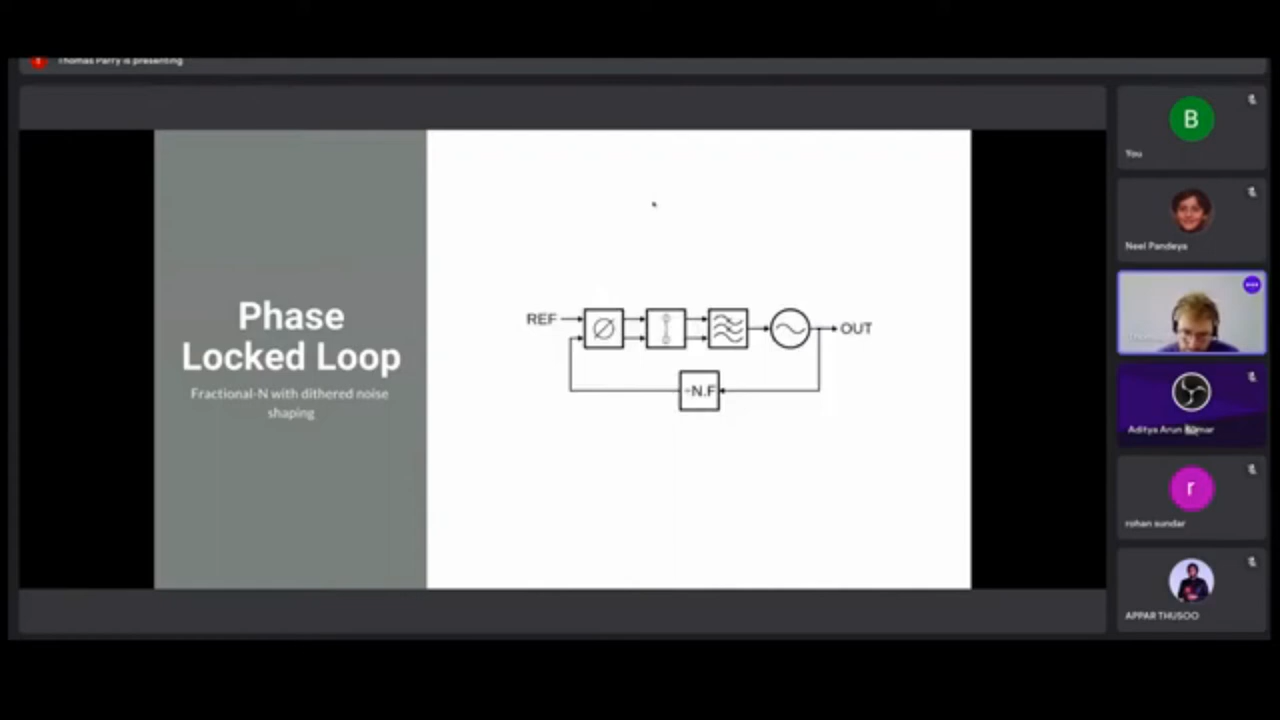 Thomas Parry is presenting
Phase
Locked Loop
Fractional-N with dithered noise
shaping
REF
OUT
÷N.F
B
You
Neel Pandeya
Aditya Arun Kumar
r
rohan sundar
APPAR THUSOO